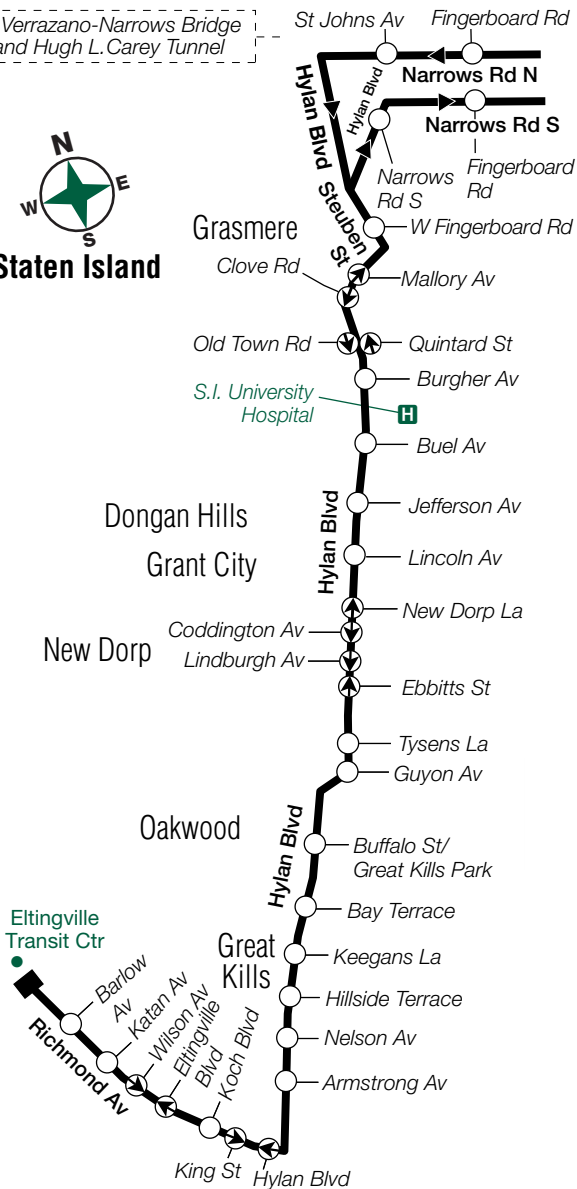 Verrazano-Narrows Bridge
and Hugh L.Carey Tunnel
St Johns Av
Fingerboard Rd
Narrows Rd N
Hylan Blvd
Hylan Blvd
Narrows Rd S
Fingerboard
Rd
Narrows
Rd S
N
E
W
S
Staten Island
Steuben
St
W Fingerboard Rd
Grasmere
Clove Rd
Mallory Av
Old Town Rd
Quintard St
Burgher Av
S.I. University
Hospital
H
Buel Av
Hylan Blvd
Jefferson Av
Dongan Hills
Lincoln Av
Grant City
New Dorp La
Coddington Av
New Dorp
Lindburgh Av
Ebbitts St
Tysens La
Guyon Av
Oakwood
Hylan Blvd
Buffalo St/
Great Kills Park
Bay Terrace
Great
Kills
Keegans La
Hillside Terrace
Nelson Av
Armstrong Av
Eltingville
Transit Ctr
Barlow
Av
Katan Av
Wilson Av
Eltingville
Blvd
Koch Blvd
Richmond Av
King St
Hylan Blvd